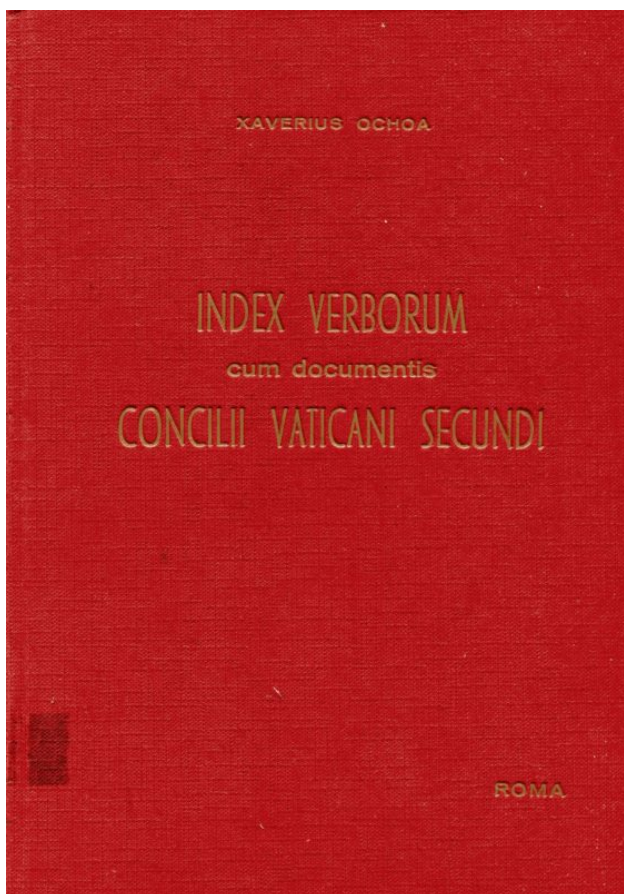 XAVERIUS OCHOA
INDEX VERBORUM
cum documentis
CONCILII VATICANI SECUNDI
ROMA